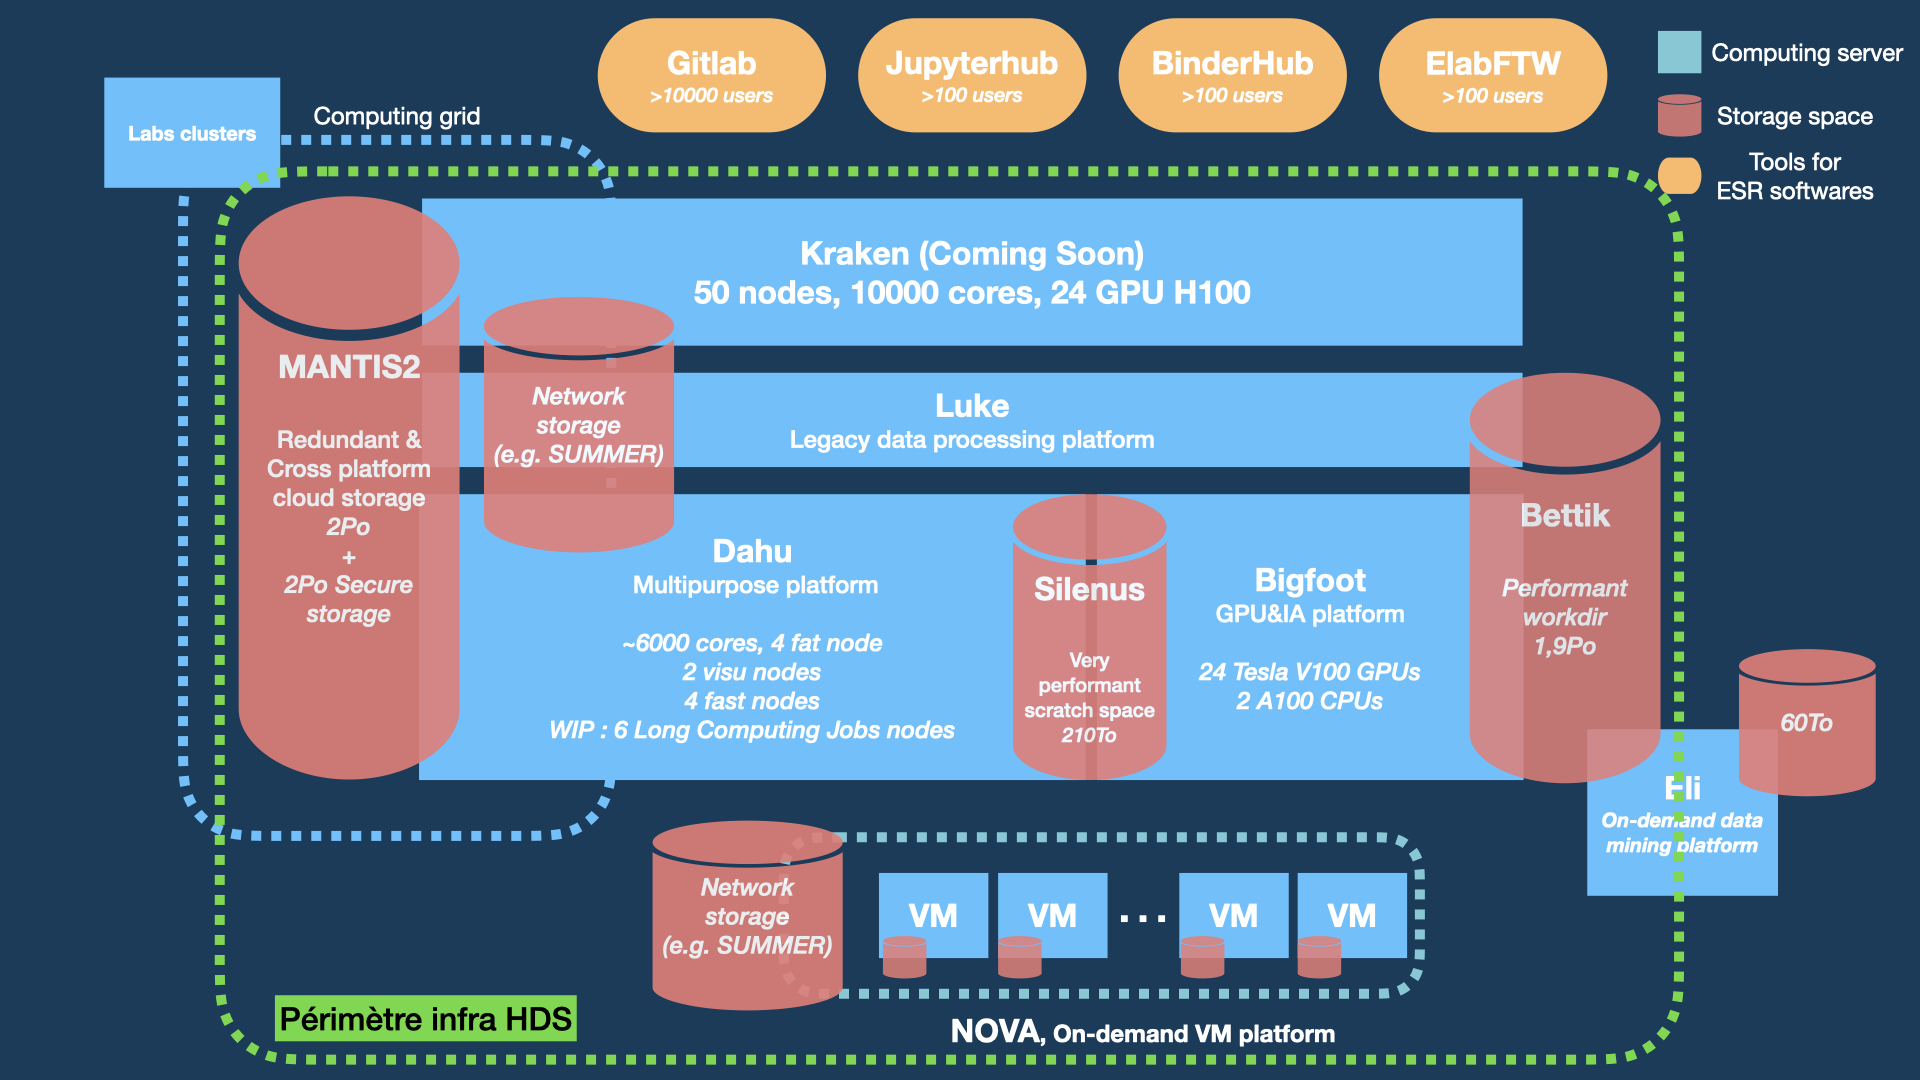 Gitlab
>10000 users
Jupyterhub
>100 users
BinderHub
>100 users
ElabFTW
>100 users
Computing server
Storage space
Tools for
ESR softwares
Labs clusters
Computing grid
Kraken (Coming Soon)
50 nodes, 10000 cores, 24 GPU H100
MANTIS2
Redundant &
Cross platform
cloud storage
2Po
+
2Po Secure
storage
Network
storage
(e.g. SUMMER)
Luke
Legacy data processing platform
Dahu
Multipurpose platform
~6000 cores, 4 fat node
2 visu nodes
4 fast nodes
WIP : 6 Long Computing Jobs nodes
Silenus
Very
performant
scratch space
210To
Bigfoot
GPU&IA platform
24 Tesla V100 GPUs
2 A100 CPUs
Bettik
Performant
workdir
1,9Po
60To
Eli
On-demand data
mining platform
Network
storage
(e.g. SUMMER)
VM
VM
...
VM
VM
NOVA, On-demand VM platform
Périmètre infra HDS